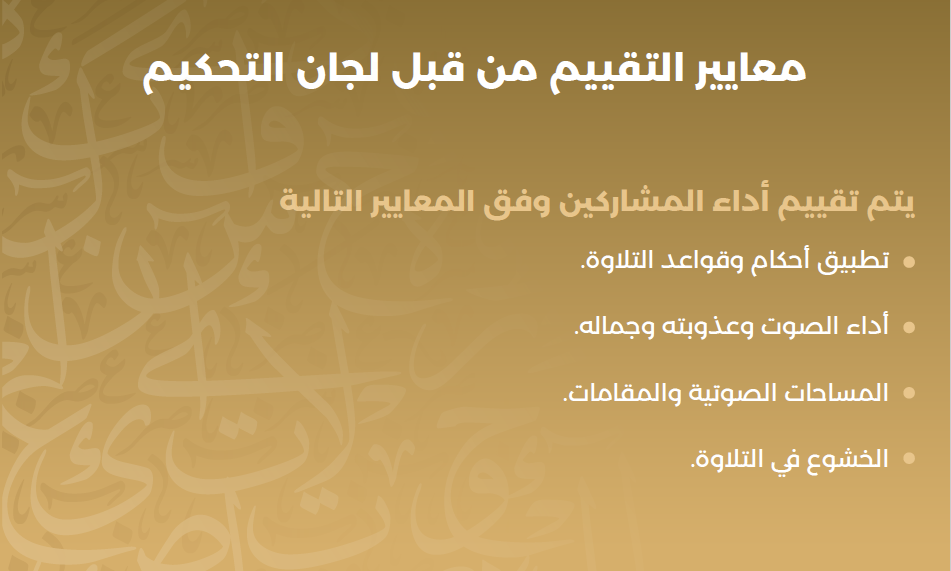 معايير التقييم من قبل لجان التحكيم
يتم تقييم أداء المشاركين وفق المعايير التالية
تطبيق أحكام وقواعد التلاوة.
أداء الصوت وعذوبته وجماله.
المساحات الصوتية والمقامات.
الخشوع في التلاوة.